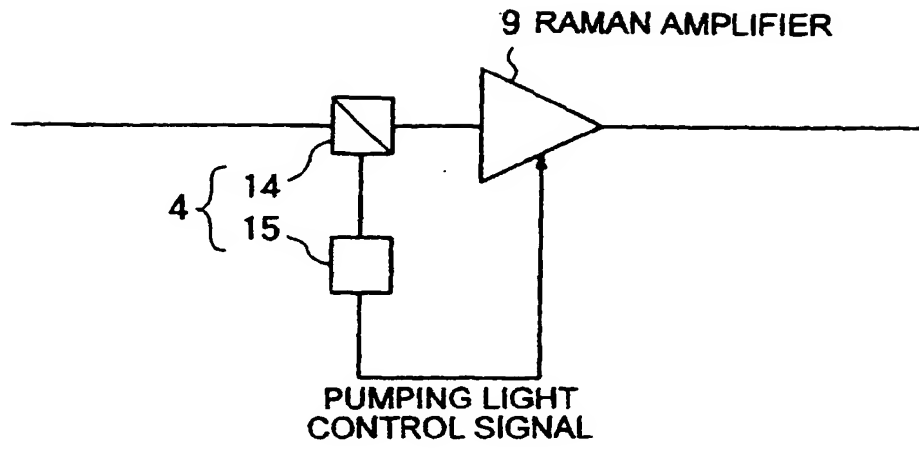 9 RAMAN AMPLIFIER
14
4
15
PUMPING LIGHT
CONTROL SIGNAL